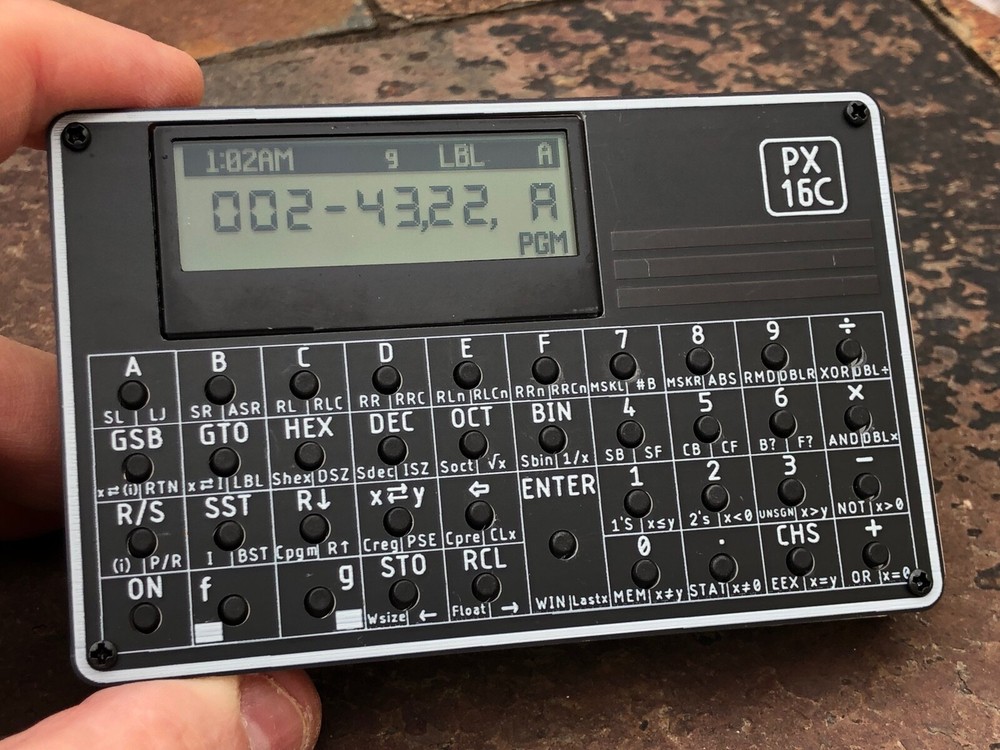 1:02AM g LBL A
002-43,22, A
PGM
PX
16C
A B C D E F 7 8 9 ÷
SL | LJ SR | ASR RL | RLC RR | RRC RLn | RLCn RRn | RRCn MSKL | #B MSKR | ABS RMD | DBLR XOR | DBL÷
GSB GTO HEX DEC OCT BIN 4 5 6 ×
x⇄(i) | RTN x⇄I | LBL Shex | DSZ Sdec | ISZ Soct | √x Sbin | 1/x SB | SF CB | CF B? | F? AND | DBLx
R/S SST R↓ x⇄y ⇦ ENTER 1 2 3 −
(i) | P/R I | BST Cpgm | R↑ Creg | PSE Cpre | CLx 1'S | x≤y 2's | x<0 UNSGN | x>y NOT | x>0
ON f g STO RCL 0 . CHS +
Wsize | ← Float | → WIN | Lastx MEM | x≠y STAT | x≠0 EEX | x=y OR | x=0